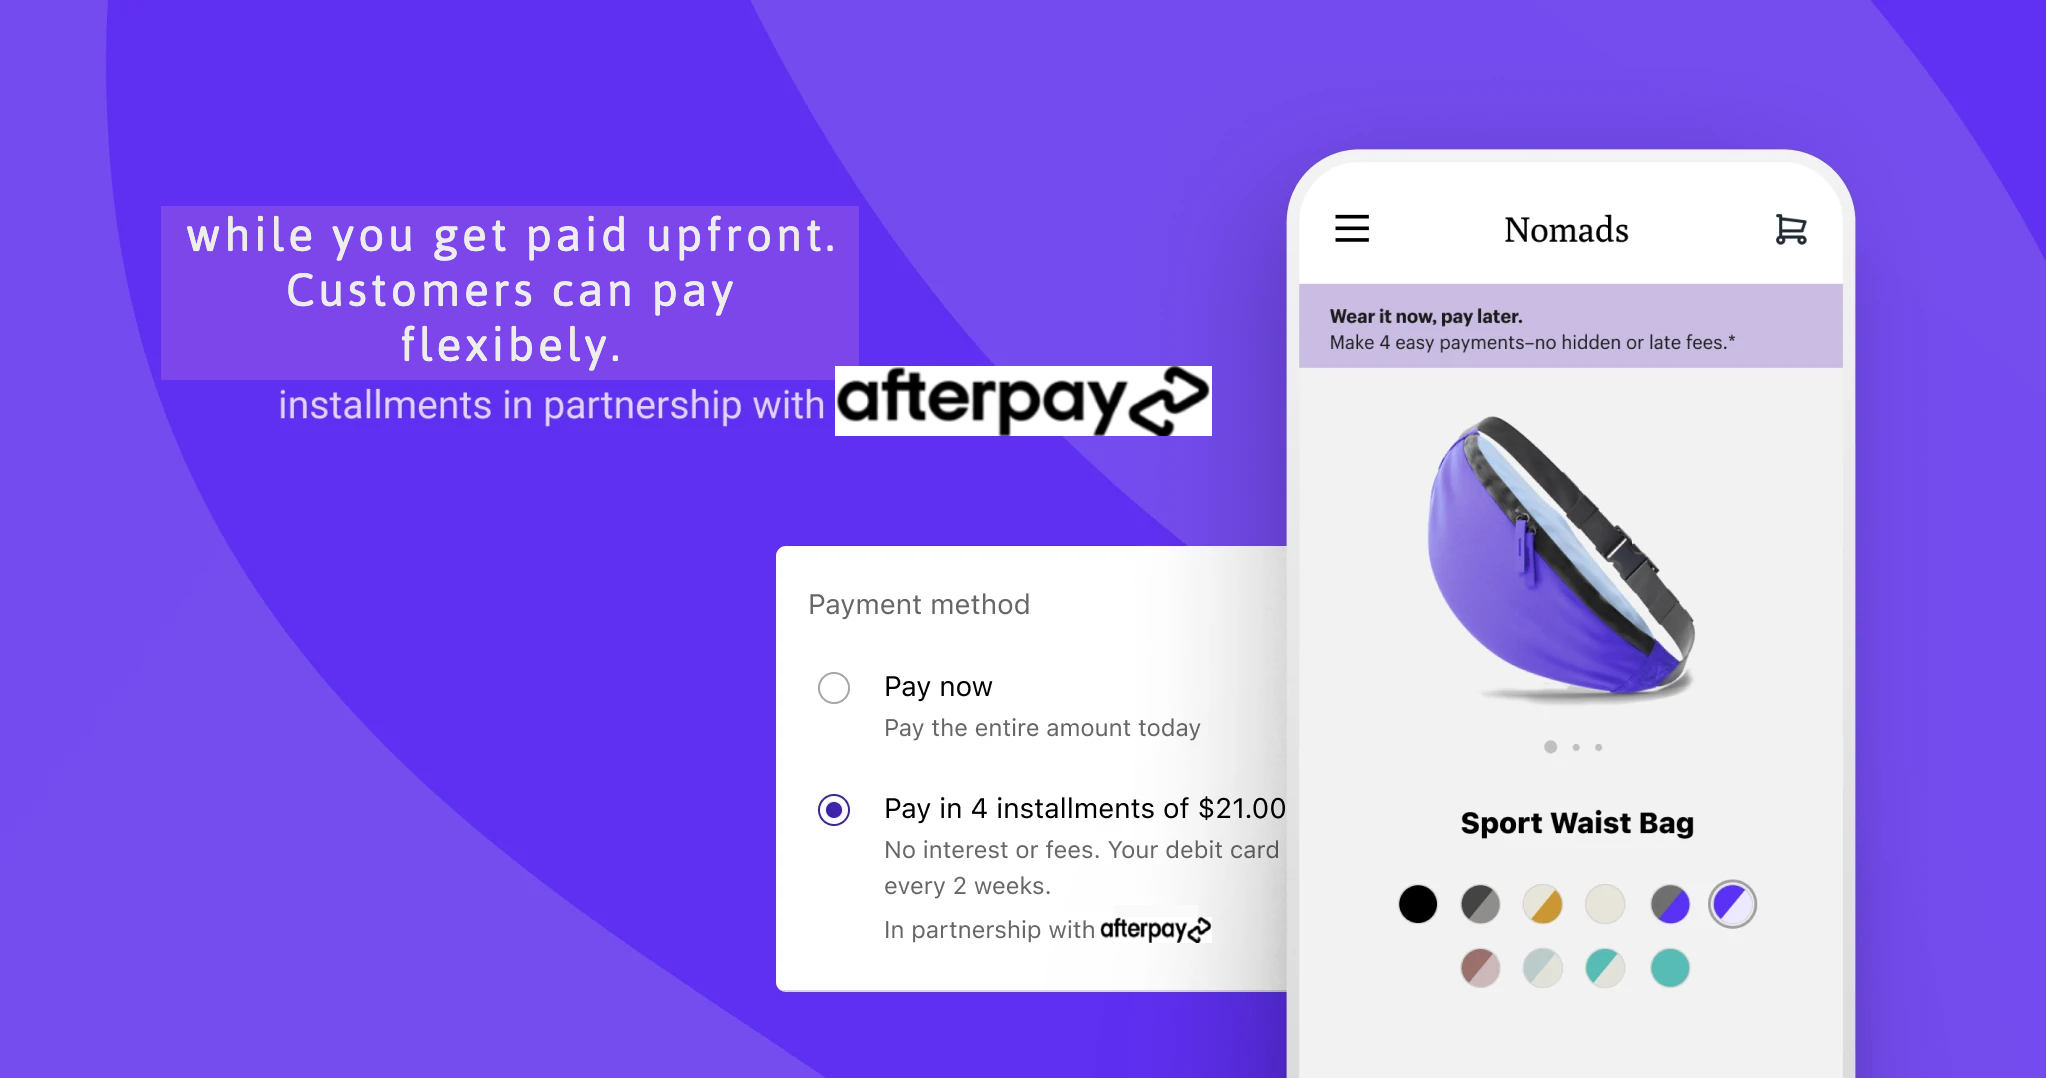 while you get paid upfront.
Customers can pay
flexibely.
installments in partnership with afterpay
Payment method
Pay now
Pay the entire amount today
Pay in 4 installments of $21.00
No interest or fees. Your debit card
every 2 weeks.
In partnership with afterpay
Nomads
Wear it now, pay later.
Make 4 easy payments–no hidden or late fees.*
Sport Waist Bag